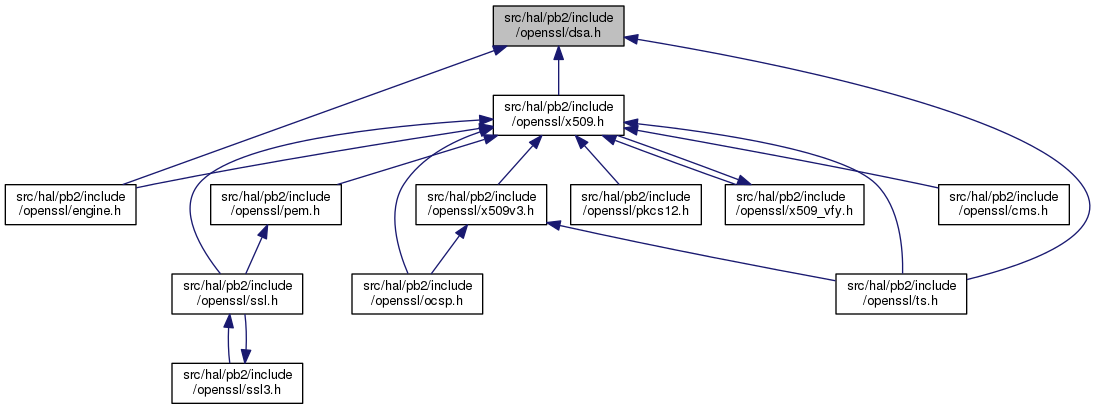 src/hal/pb2/include
/openssl/dsa.h
src/hal/pb2/include
/openssl/x509.h
src/hal/pb2/include
/openssl/engine.h
src/hal/pb2/include
/openssl/pem.h
src/hal/pb2/include
/openssl/x509v3.h
src/hal/pb2/include
/openssl/pkcs12.h
src/hal/pb2/include
/openssl/x509_vfy.h
src/hal/pb2/include
/openssl/cms.h
src/hal/pb2/include
/openssl/ssl.h
src/hal/pb2/include
/openssl/ocsp.h
src/hal/pb2/include
/openssl/ts.h
src/hal/pb2/include
/openssl/ssl3.h